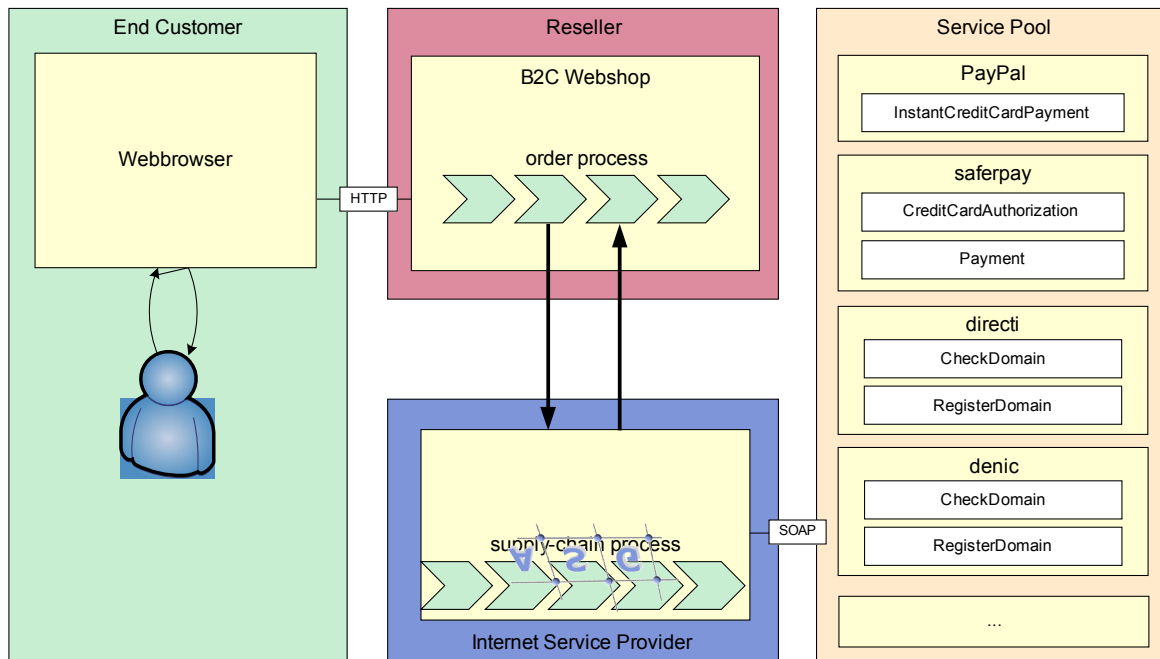 End Customer
Webbrowser
HTTP
Reseller
B2C Webshop
order process
supply-chain process
ASG
Internet Service Provider
SOAP
Service Pool
PayPal
InstantCreditCardPayment
saferpay
CreditCardAuthorization
Payment
directi
CheckDomain
RegisterDomain
denic
CheckDomain
RegisterDomain
...